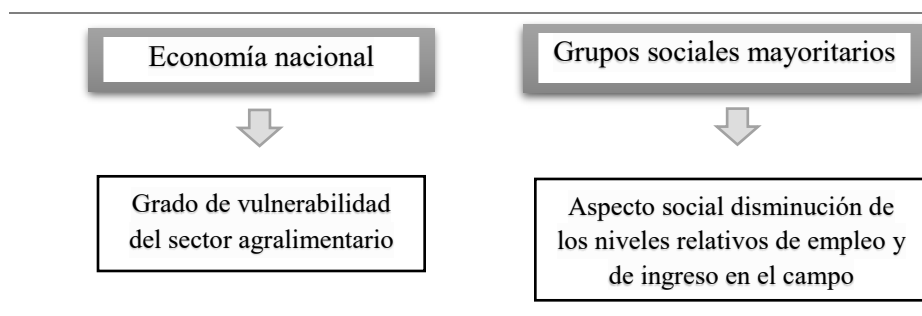 Economía nacional
Grupos sociales mayoritarios
Grado de vulnerabilidad
del sector agralimentario
Aspecto social disminución de
los niveles relativos de empleo y
de ingreso en el campo